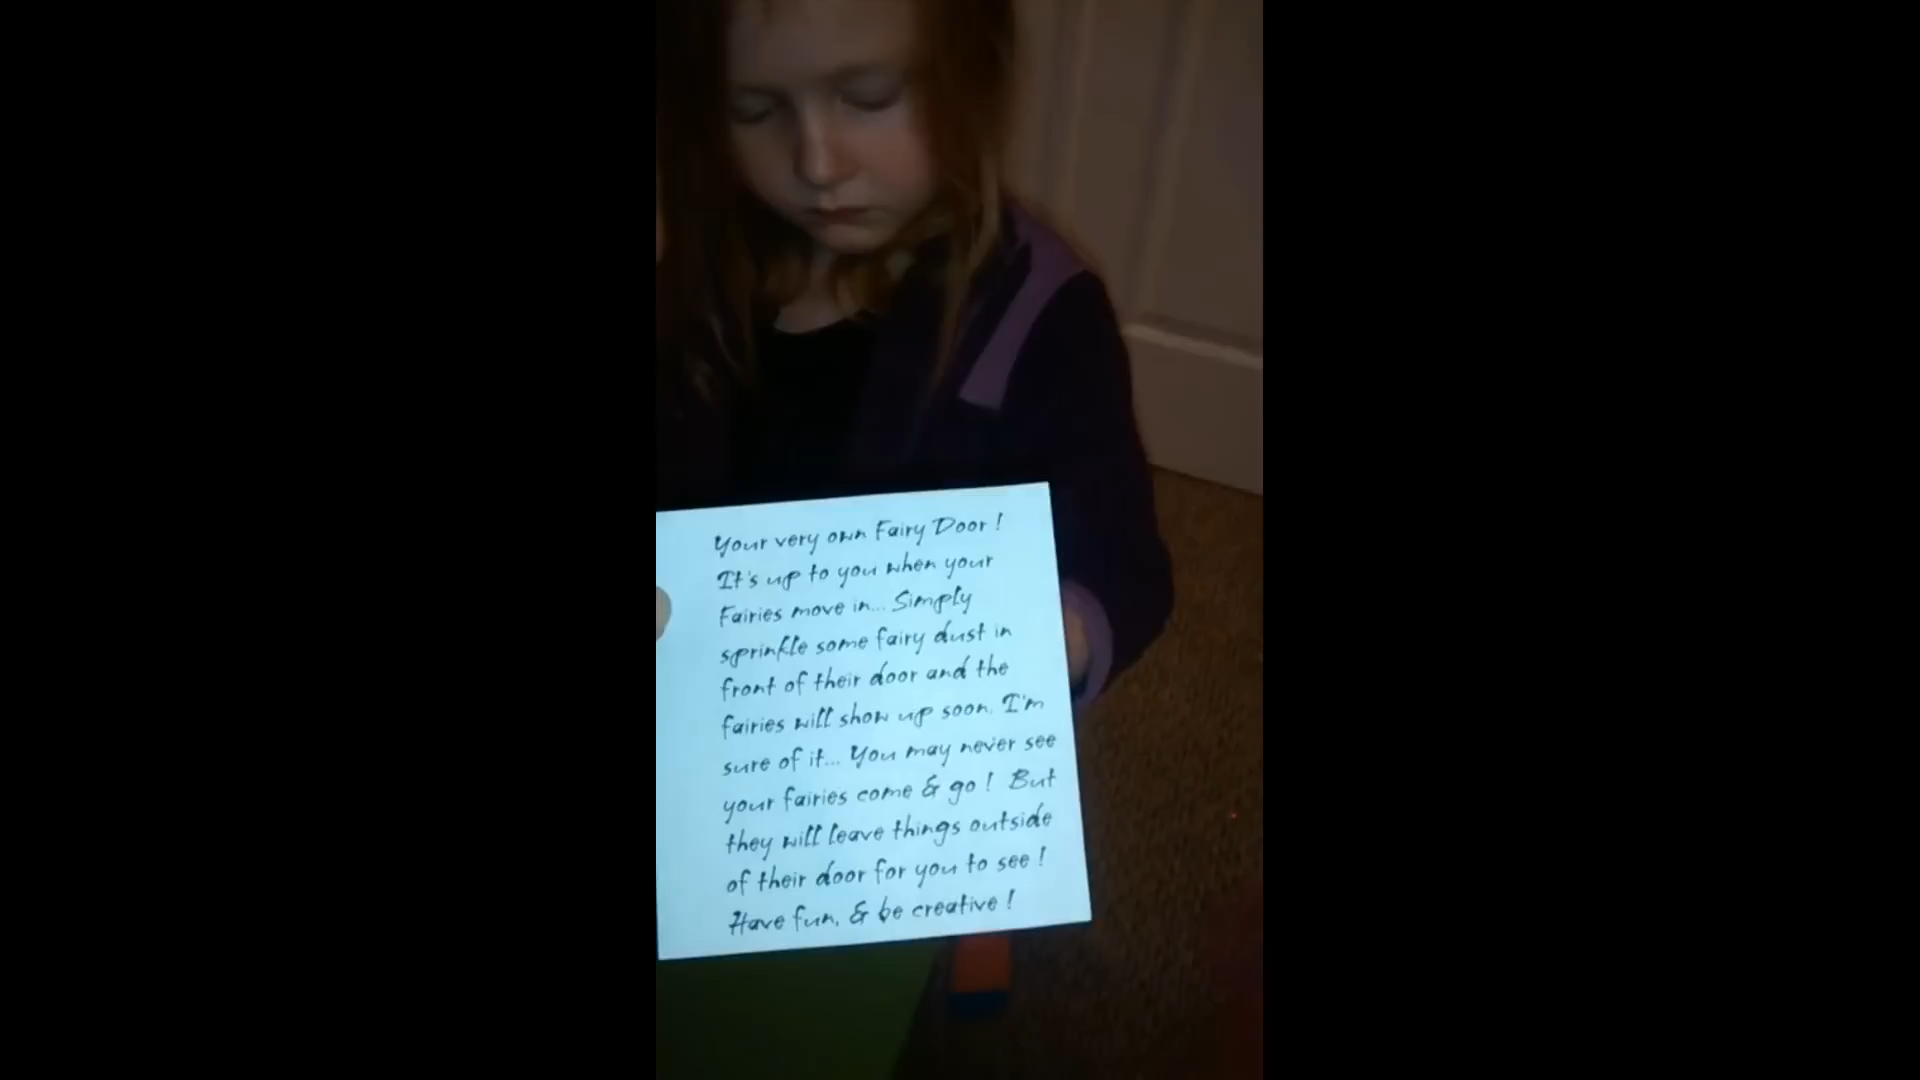 Your very own Fairy Door!
It's up to you when your
Fairies move in... Simply
sprinkle some fairy dust in
front of their door and the
fairies will show up soon. I'm
sure of it... You may never see
your fairies come & go! But
they will leave things outside
of their door for you to see!
Have fun, & be creative!